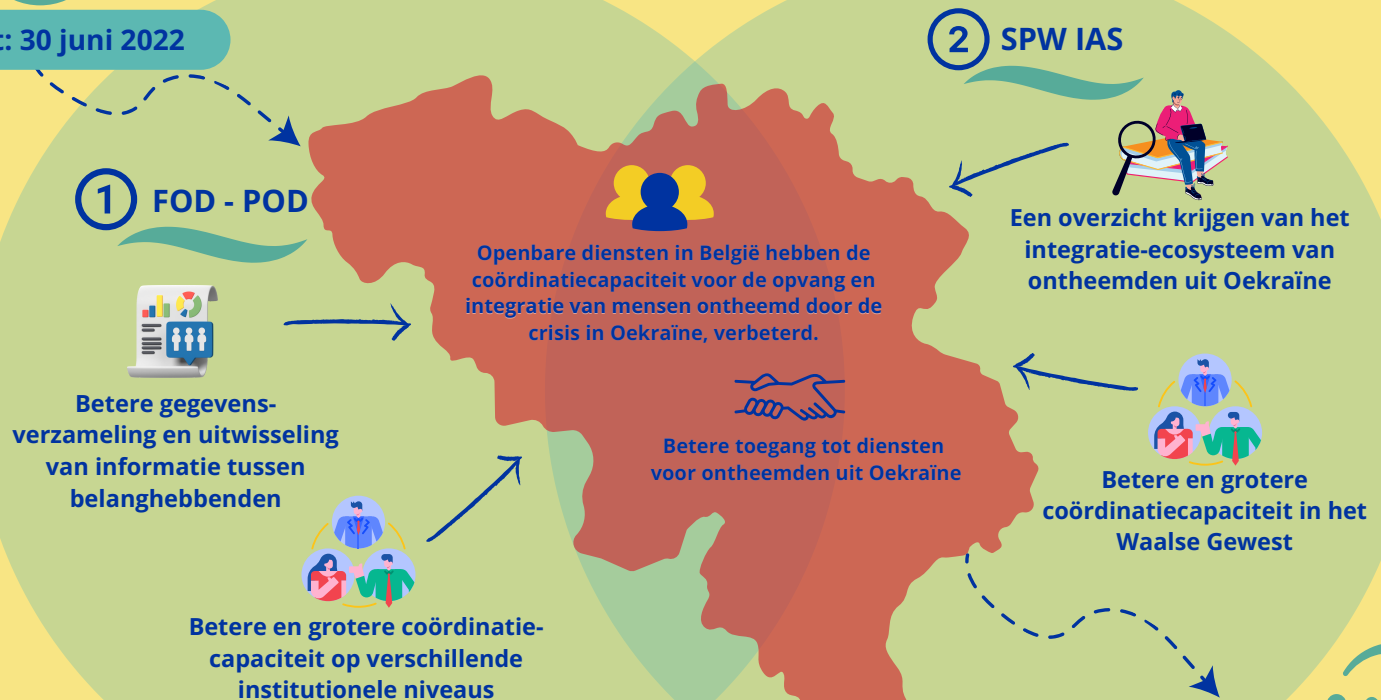 : 30 juni 2022
1 FOD - POD
Betere gegevens-
verzameling en uitwisseling
van informatie tussen
belanghebbenden
Betere en grotere coördinatie-
capaciteit op verschillende
institutionele niveaus
Openbare diensten in België hebben de
coördinatiecapaciteit voor de opvang en
integratie van mensen ontheemd door de
crisis in Oekraïne, verbeterd.
Betere toegang tot diensten
voor ontheemden uit Oekraïne
2 SPW IAS
Een overzicht krijgen van het
integratie-ecosysteem van
ontheemden uit Oekraïne
Betere en grotere
coördinatiecapaciteit in het
Waalse Gewest